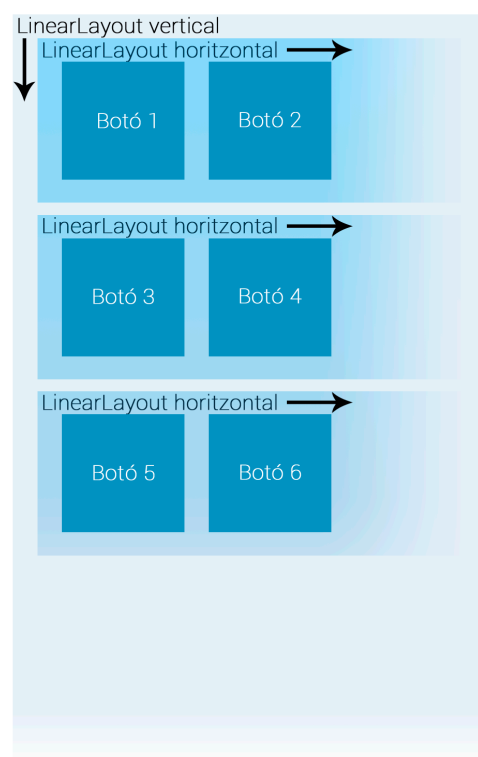 LinearLayout vertical
LinearLayout horitzontal
Botó 1 Botó 2
LinearLayout horitzontal
Botó 3 Botó 4
LinearLayout horitzontal
Botó 5 Botó 6